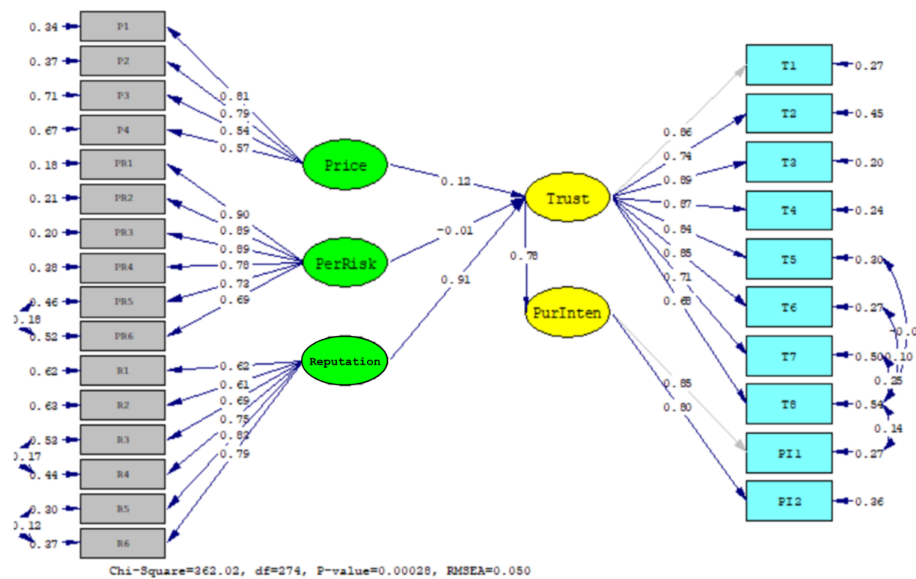 0.34 P1
0.37 P2
0.71 P3
0.67 P4
0.18 PR1
0.21 PR2
0.20 PR3
0.38 PR4
0.46 PR5
0.18
0.52 PR6
0.62 R1
0.63 R2
0.52 R3
0.17
0.44 R4
0.30 R5
0.12
0.37 R6
0.81
0.79
0.54
0.57
0.90
0.89
0.89
0.78
0.73
0.69
0.62
0.61
0.69
0.75
0.83
0.79
Price
PerRisk
Reputation
0.12
-0.01
0.91
Trust
0.78
PurInten
0.86
0.74
0.89
0.87
0.84
0.85
0.71
0.68
0.85
0.80
T1 0.27
T2 0.45
T3 0.20
T4 0.24
T5 0.30
T6 0.27
T7 0.50
0.10
0.25
T8 0.54
0.14
PI1 0.27
PI2 0.36
Chi-Square=362.02, df=274, P-value=0.00028, RMSEA=0.050